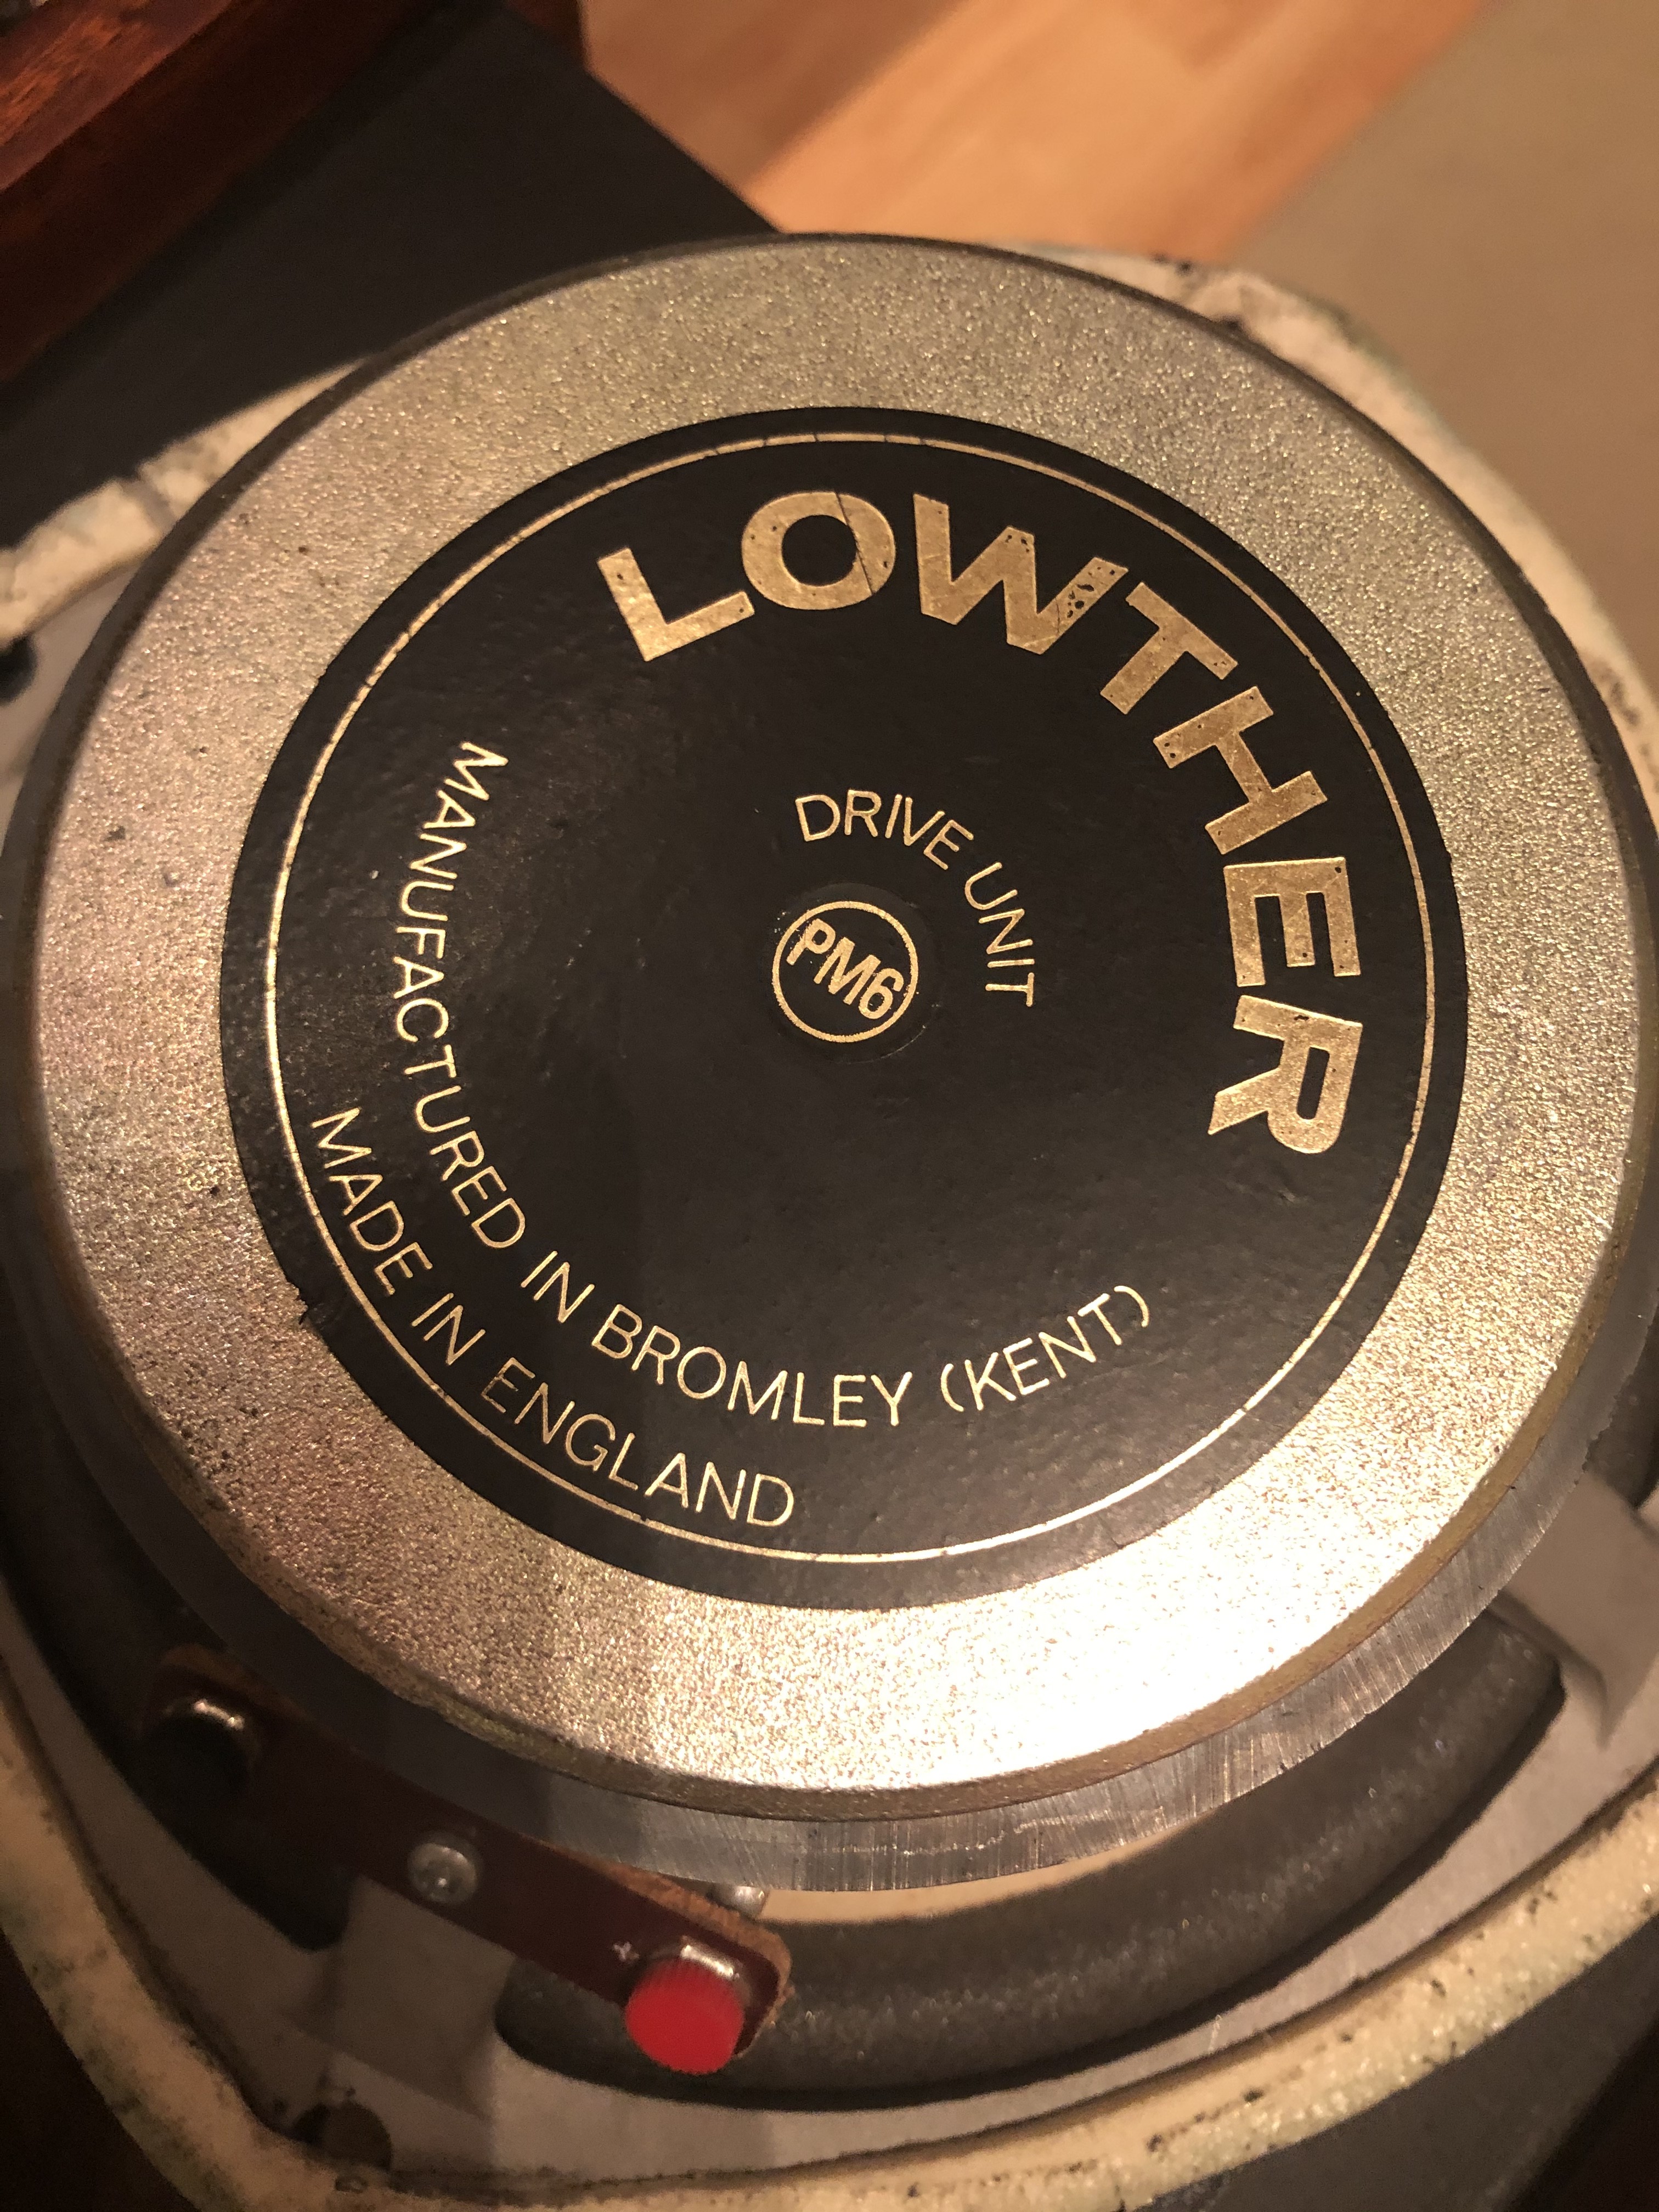 LOWTHER
DRIVE UNIT
PM6
MANUFACTURED IN BROMLEY (KENT)
MADE IN ENGLAND
+